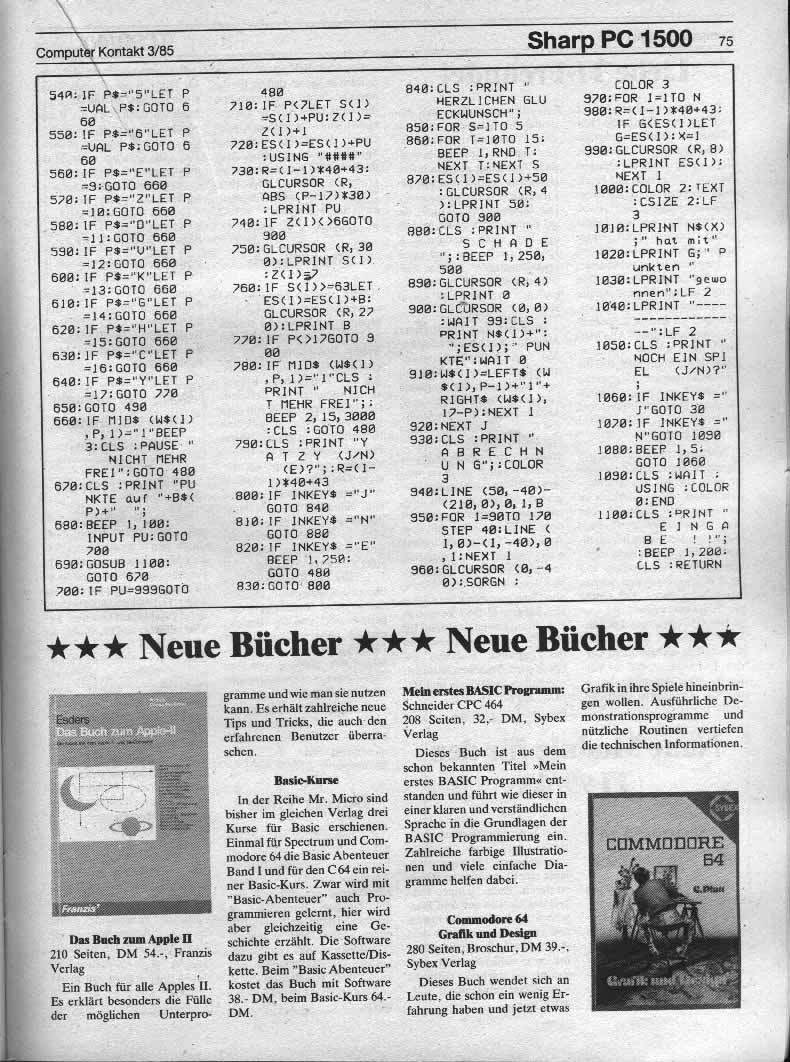 Computer Kontakt 3/85
Sharp PC 1500 75
540: IF P$="5"LET P
=VAL P$:GOTO 6
60
550: IF P$="6"LET P
=VAL P$:GOTO 6
60
560: IF P$="E"LET P
=9:GOTO 660
570: IF P$="Z"LET P
=10:GOTO 660
580: IF P$="D"LET P
=11:GOTO 660
590: IF P$="V"LET P
=12:GOTO 660
600: IF P$="K"LET P
=13:GOTO 660
610: IF P$="G"LET P
=14:GOTO 660
620: IF P$="H"LET P
=15:GOTO 660
630: IF P$="C"LET P
=16:GOTO 660
640: IF P$="Y"LET P
=17:GOTO 770
650:GOTO 490
660: IF MID$ (W$(I)
,P,1)="1"BEEP
3:CLS :PAUSE "
NICHT MEHR
FREI":GOTO 480
670:CLS :PRINT "PU
NKTE auf "+B$(
P)+" ";
680:BEEP 1,100:
INPUT PU:GOTO
700
690:GOSUB 1100:
GOTO 670
700: IF PU=999GOTO
480
710: IF P<7LET S(I)
=S(I)+PU:Z(I)=
Z(I)+1
720:ES(I)=ES(I)+PU
:USING "####"
730:R=(I-1)*40+43:
GLCURSOR (R,
ABS (P-17)*30)
:LPRINT PU
740: IF Z(I)<>6GOTO
900
750:GLCURSOR (R,30
0):LPRINT S(I)
:Z(I)=7
760: IF S(I)>=63LET
ES(I)=ES(I)+B:
GLCURSOR (R,27
0):LPRINT B
770: IF P<>17GOTO 9
00
780: IF MID$ (W$(I)
,P,1)="1"CLS :
PRINT " NICH
T MEHR FREI";:
BEEP 2,15,3000
:CLS :GOTO 480
790:CLS :PRINT "Y
A T Z Y (J/N)
(E)?";:R=(I-
1)*40+43
800: IF INKEY$ ="J"
GOTO 840
810: IF INKEY$ ="N"
GOTO 880
820: IF INKEY$ ="E"
BEEP 1,250:
GOTO 480
830:GOTO 800
840:CLS :PRINT "
HERZLICHEN GLU
ECKWUNSCH";
850:FOR S=1TO 5
860:FOR T=10TO 15:
BEEP 1,RND T:
NEXT T:NEXT S
870:ES(I)=ES(I)+50
:GLCURSOR (R,4
):LPRINT 50:
GOTO 900
880:CLS :PRINT "
S C H A D E
";:BEEP 1,250,
500
890:GLCURSOR (R,4)
:LPRINT 0
900:GLCURSOR (0,0)
:WAIT 99:CLS :
PRINT N$(I)+":
";ES(I);" PUN
KTE":WAIT 0
910:W$(I)=LEFT$ (W
$(I),P-1)+"1"+
RIGHT$ (W$(I),
17-P):NEXT I
920:NEXT J
930:CLS :PRINT "
A B R E C H N
U N G";:COLOR
3
940:LINE (50,-40)-
(210,0),0,1,B
950:FOR I=90TO 170
STEP 40:LINE (
I,0)-(I,-40),0
,1:NEXT I
960:GLCURSOR (0,-4
0):SORGN :
COLOR 3
970:FOR I=1TO N
980:R=(I-1)*40+43:
IF G<ES(I)LET
G=ES(I):X=I
990:GLCURSOR (R,8)
:LPRINT ES(I):
NEXT I
1000:COLOR 2:TEXT
:CSIZE 2:LF
3
1010:LPRINT N$(X)
;" hat mit"
1020:LPRINT G;" P
unkten "
1030:LPRINT "gewo
nnen":LF 2
1040:LPRINT "----
------------
--":LF 2
1050:CLS :PRINT "
NOCH EIN SPI
EL (J/N)?"
;
1060: IF INKEY$ ="
J"GOTO 30
1070: IF INKEY$ ="
N"GOTO 1090
1080:BEEP 1,5:
GOTO 1060
1090:CLS :WAIT :
USING :COLOR
0:END
1100:CLS :PRINT "
E I N G A
B E ! !";
:BEEP 1,200:
CLS :RETURN
★★★ Neue Bücher ★★★ Neue Bücher ★★★
Esders
Das Buch zum Apple-II
Franzis'
Das Buch zum Apple II
210 Seiten, DM 54.-, Franzis
Verlag
Ein Buch für alle Apples II.
Es erklärt besonders die Fülle
der möglichen Unterpro-
gramme und wie man sie nutzen
kann. Es erhält zahlreiche neue
Tips und Tricks, die auch den
erfahrenen Benutzer überra-
schen.
Basic-Kurse
In der Reihe Mr. Micro sind
bisher im gleichen Verlag drei
Kurse für Basic erschienen.
Einmal für Spectrum und Com-
modore 64 die Basic Abenteuer
Band I und für den C 64 ein rei-
ner Basic-Kurs. Zwar wird mit
"Basic-Abenteuer" auch Pro-
grammieren gelernt, hier wird
aber gleichzeitig eine Ge-
schichte erzählt. Die Software
dazu gibt es auf Kassette/Dis-
kette. Beim "Basic Abenteuer"
kostet das Buch mit Software
38.- DM, beim Basic-Kurs 64.-
DM.
Mein erstes BASIC Programm:
Schneider CPC 464
208 Seiten, 32,- DM, Sybex
Verlag
Dieses Buch ist aus dem
schon bekannten Titel »Mein
erstes BASIC Programm« ent-
standen und führt wie dieser in
einer klaren und verständlichen
Sprache in die Grundlagen der
BASIC Programmierung ein.
Zahlreiche farbige Illustratio-
nen und viele einfache Dia-
gramme helfen dabei.
Commodore 64
Grafik und Design
280 Seiten, Broschur, DM 39.-,
Sybex Verlag
Dieses Buch wendet sich an
Leute, die schon ein wenig Er-
fahrung haben und jetzt etwas
Grafik in ihre Spiele hineinbrin-
gen wollen. Ausführliche De-
monstrationsprogramme und
nützliche Routinen vertiefen
die technischen Informationen.
SYBEX
COMMODORE
64
Grafik und Design